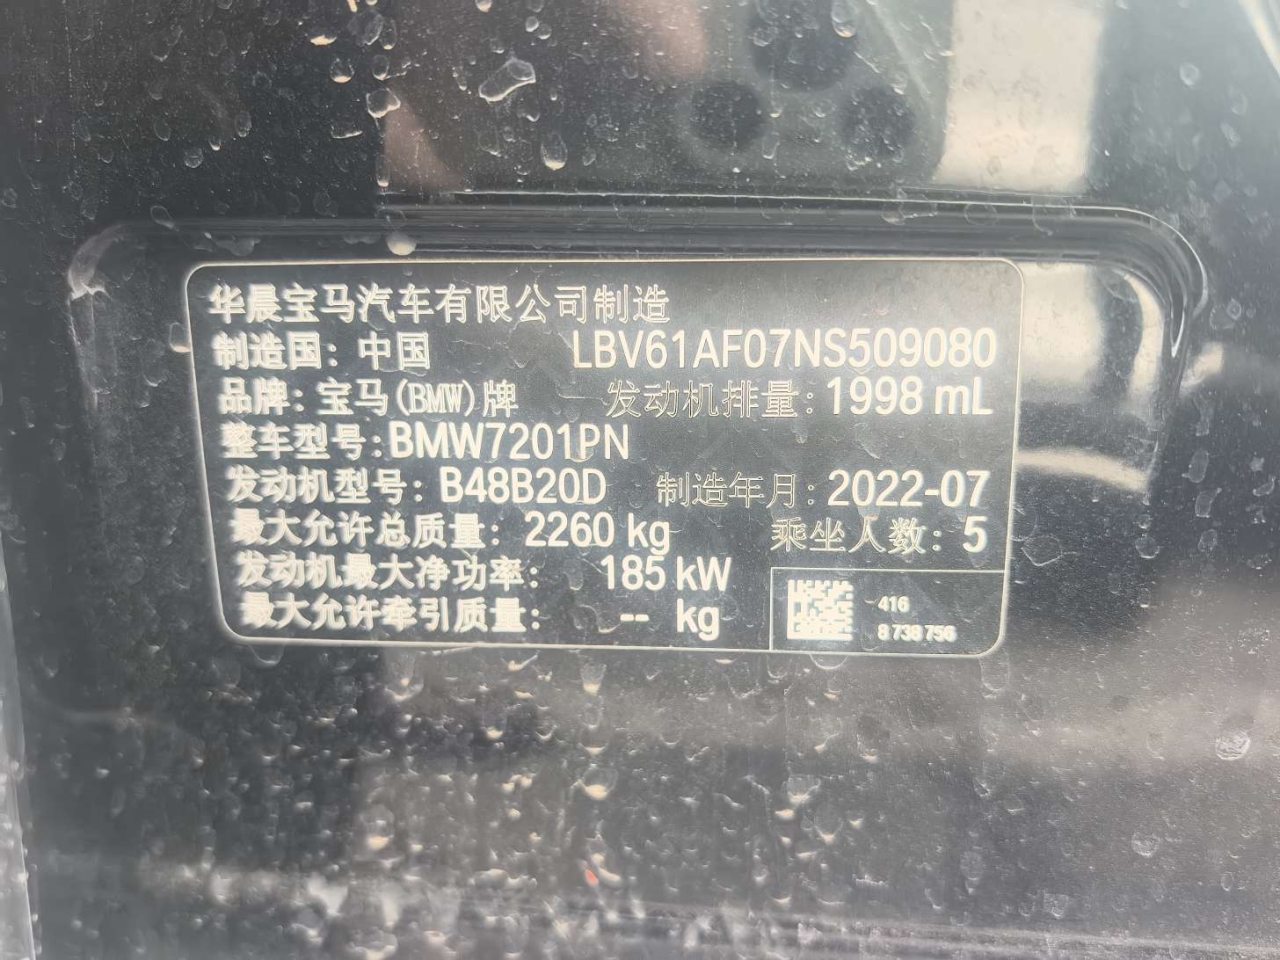 华晨宝马汽车有限公司制造
制造国: 中国 LBV61AF07NS509080
品牌: 宝马(BMW)牌 发动机排量: 1998 mL
整车型号: BMW7201PN
发动机型号: B48B20D 制造年月: 2022-07
最大允许总质量: 2260 kg 乘坐人数: 5
发动机最大净功率: 185 kW
最大允许牵引质量: -- kg
416
8 738 756